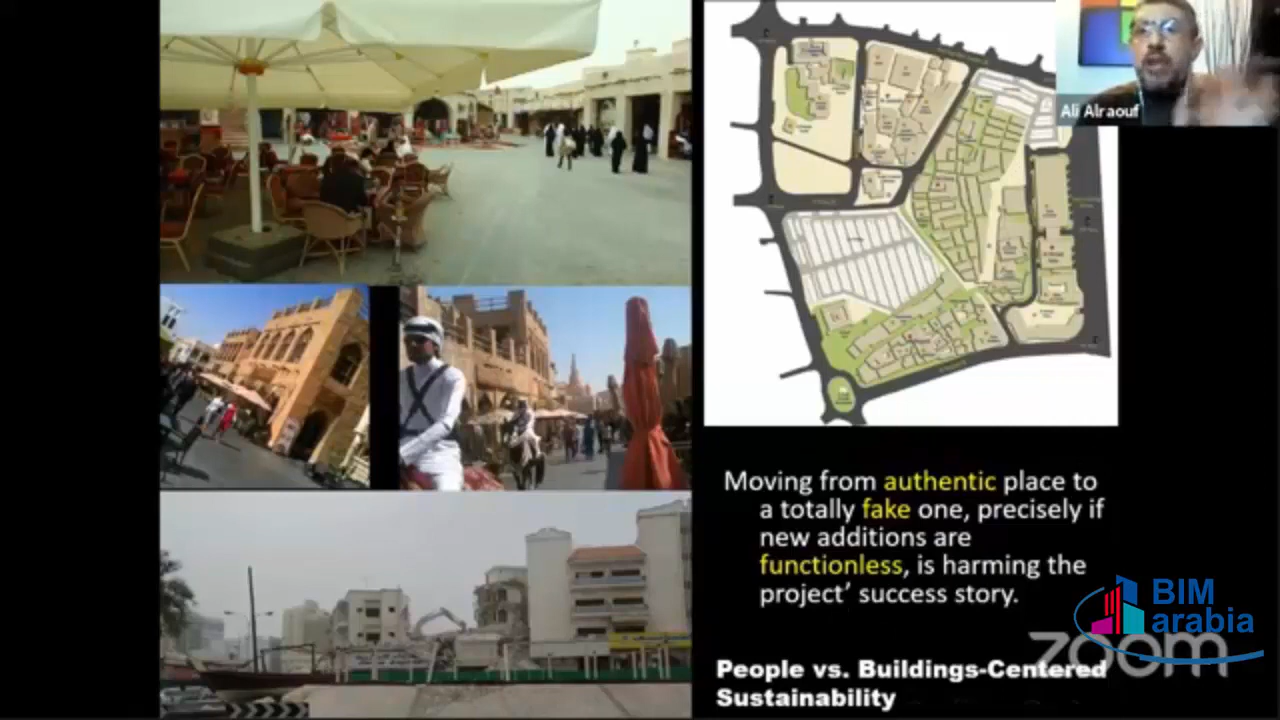 Ali Alraouf
Moving from authentic place to
a totally fake one, precisely if
new additions are
functionless, is harming the
project' success story.
BIM
arabia
zoom
People vs. Buildings-Centered
Sustainability